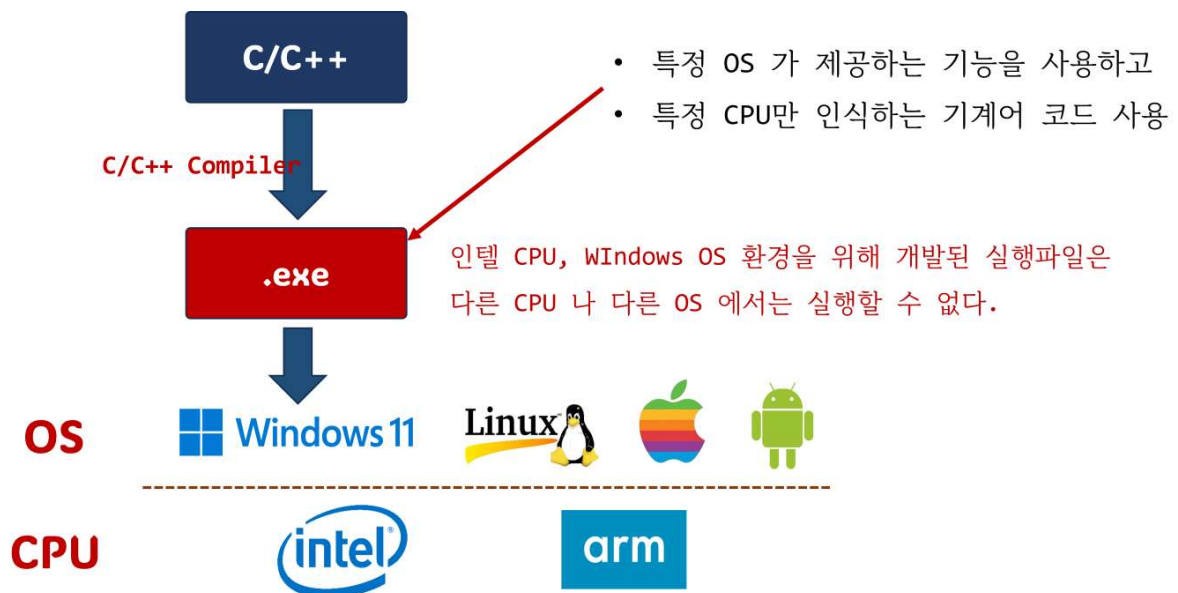 C/C++
• 특정 OS 가 제공하는 기능을 사용하고
• 특정 CPU만 인식하는 기계어 코드 사용
C/C++ Compiler
.exe
인텔 CPU, WIndows OS 환경을 위해 개발된 실행파일은
다른 CPU 나 다른 OS 에서는 실행할 수 없다.
OS
Windows 11
Linux
CPU
intel
arm